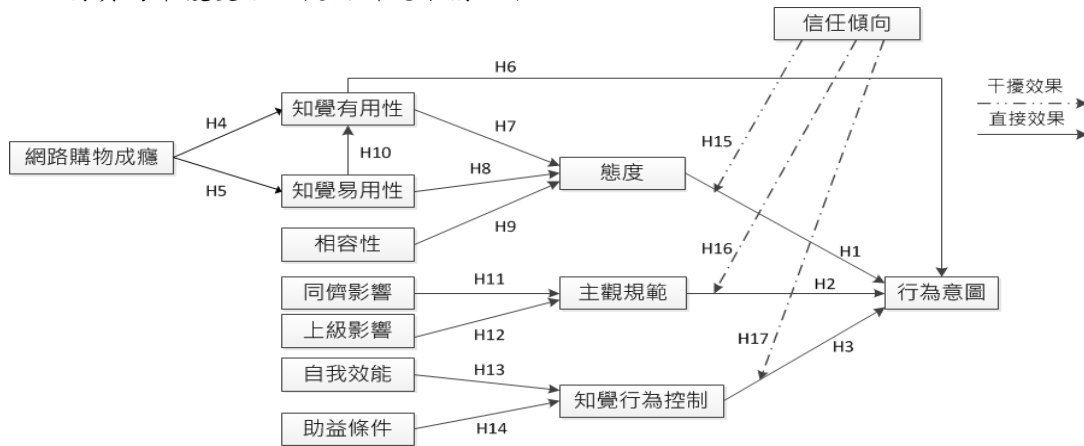 信任傾向
H6
干擾效果
知覺有用性
直接效果
H4
H7
H15
網路購物成癮
H10
態度
H8
H5
知覺易用性
H9
相容性
H16
H1
同儕影響
H11
主觀規範
H2
行為意圖
上級影響
H12
H17
H3
自我效能
H13
知覺行為控制
助益條件
H14